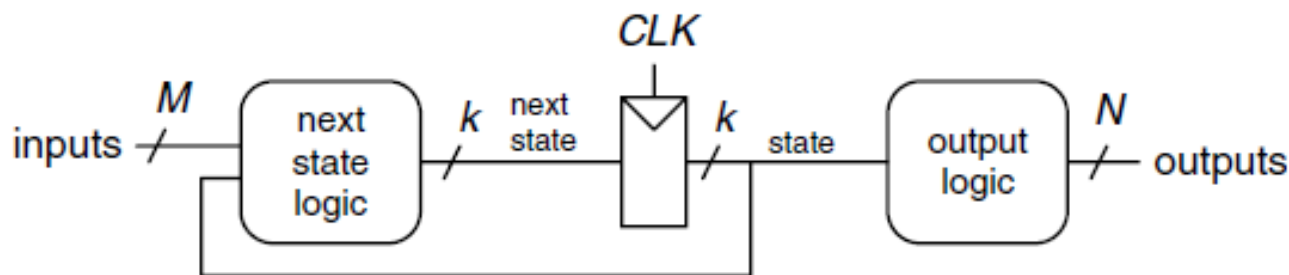 CLK
M
inputs
next
state
logic
k
next
state
k
state
output
logic
N
outputs